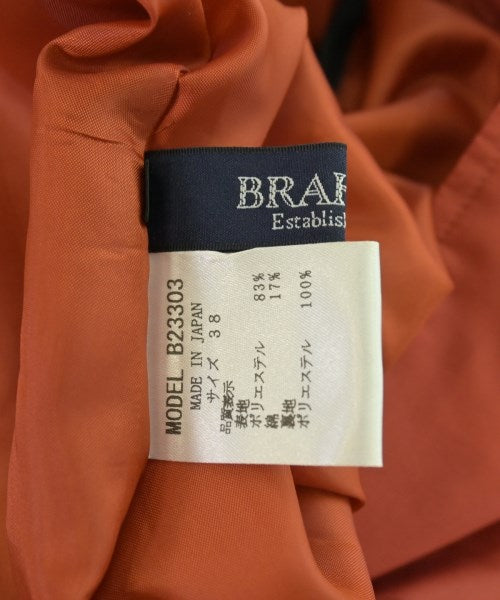 BRAH
Establis
MODEL B23303
MADE IN JAPAN
サイズ 38
品質表示
表地
ポリエステル 83%
綿 17%
裏地
ポリエステル 100%